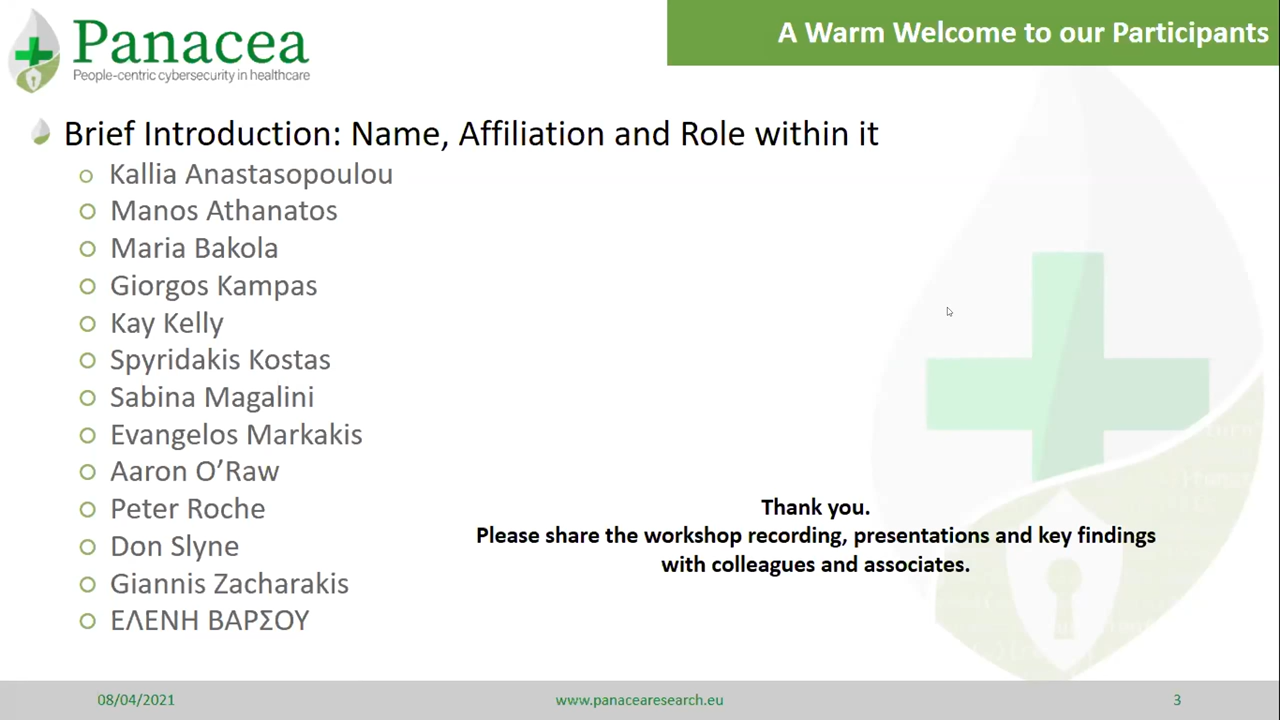 Panacea
People-centric cybersecurity in healthcare
A Warm Welcome to our Participants
Brief Introduction: Name, Affiliation and Role within it
Kallia Anastasopoulou
Manos Athanatos
Maria Bakola
Giorgos Kampas
Kay Kelly
Spyridakis Kostas
Sabina Magalini
Evangelos Markakis
Aaron O’Raw
Peter Roche
Don Slyne
Giannis Zacharakis
ΕΛΕΝΗ ΒΑΡΣΟΥ
Thank you.
Please share the workshop recording, presentations and key findings
with colleagues and associates.
08/04/2021
www.panacearesearch.eu
3